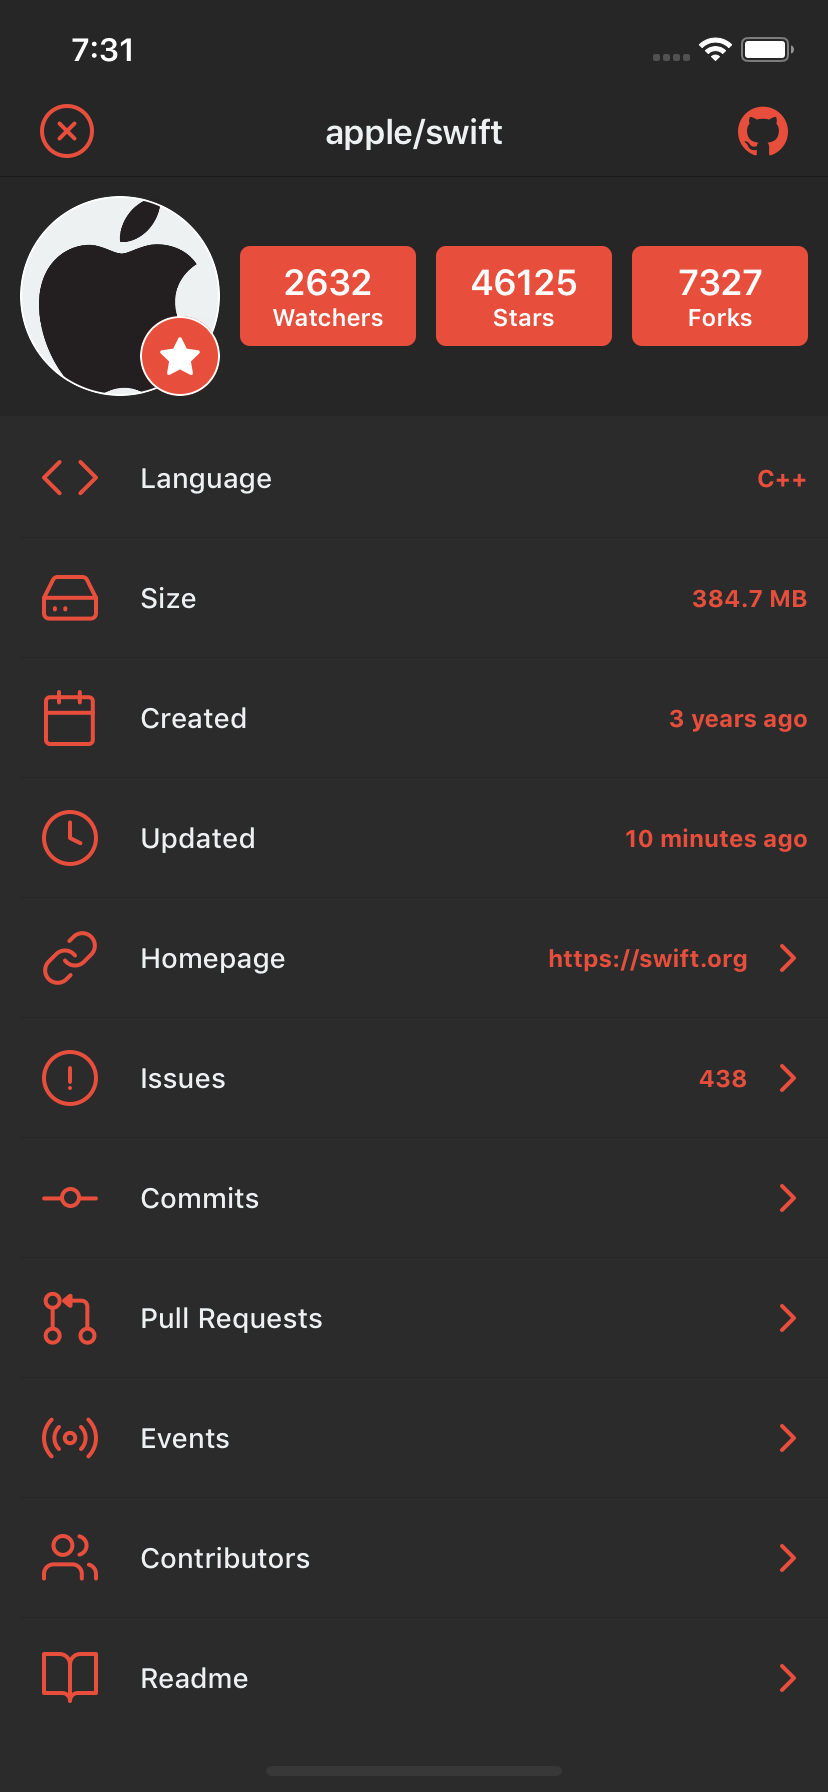 7:31
apple/swift
2632
Watchers
46125
Stars
7327
Forks
Language C++
Size 384.7 MB
Created 3 years ago
Updated 10 minutes ago
Homepage https://swift.org
Issues 438
Commits
Pull Requests
Events
Contributors
Readme